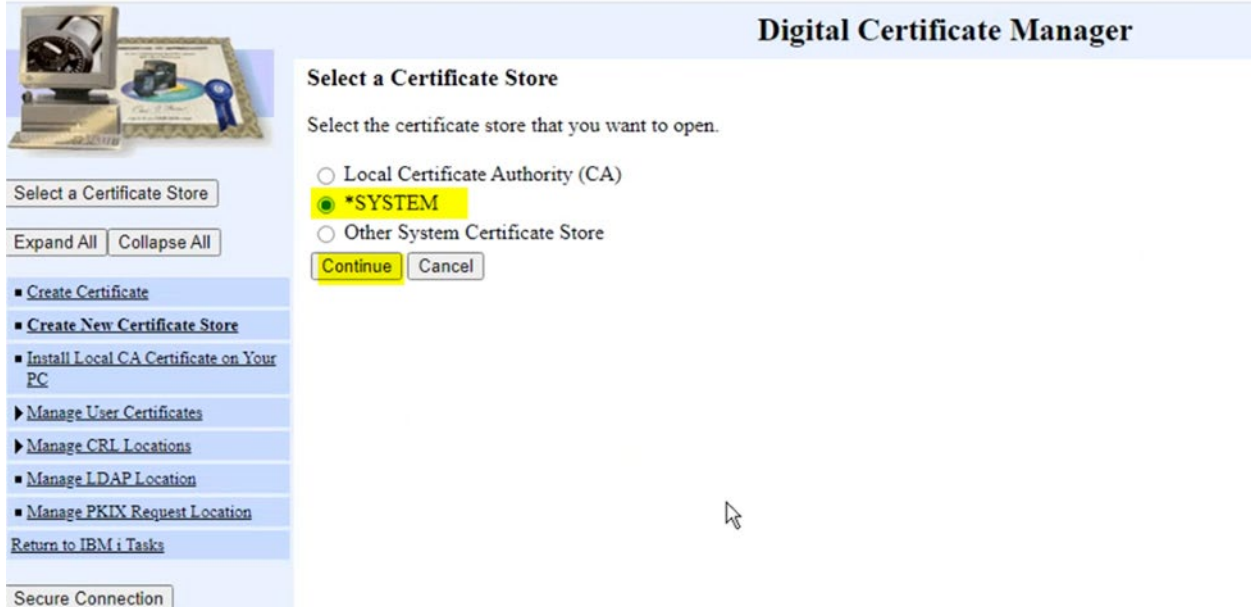 Digital Certificate Manager
Select a Certificate Store
Expand All Collapse All
Create Certificate
Create New Certificate Store
Install Local CA Certificate on Your
PC
Manage User Certificates
Manage CRL Locations
Manage LDAP Location
Manage PKIX Request Location
Return to IBM i Tasks
Secure Connection
Select a Certificate Store
Select the certificate store that you want to open.
Local Certificate Authority (CA)
*SYSTEM
Other System Certificate Store
Continue Cancel